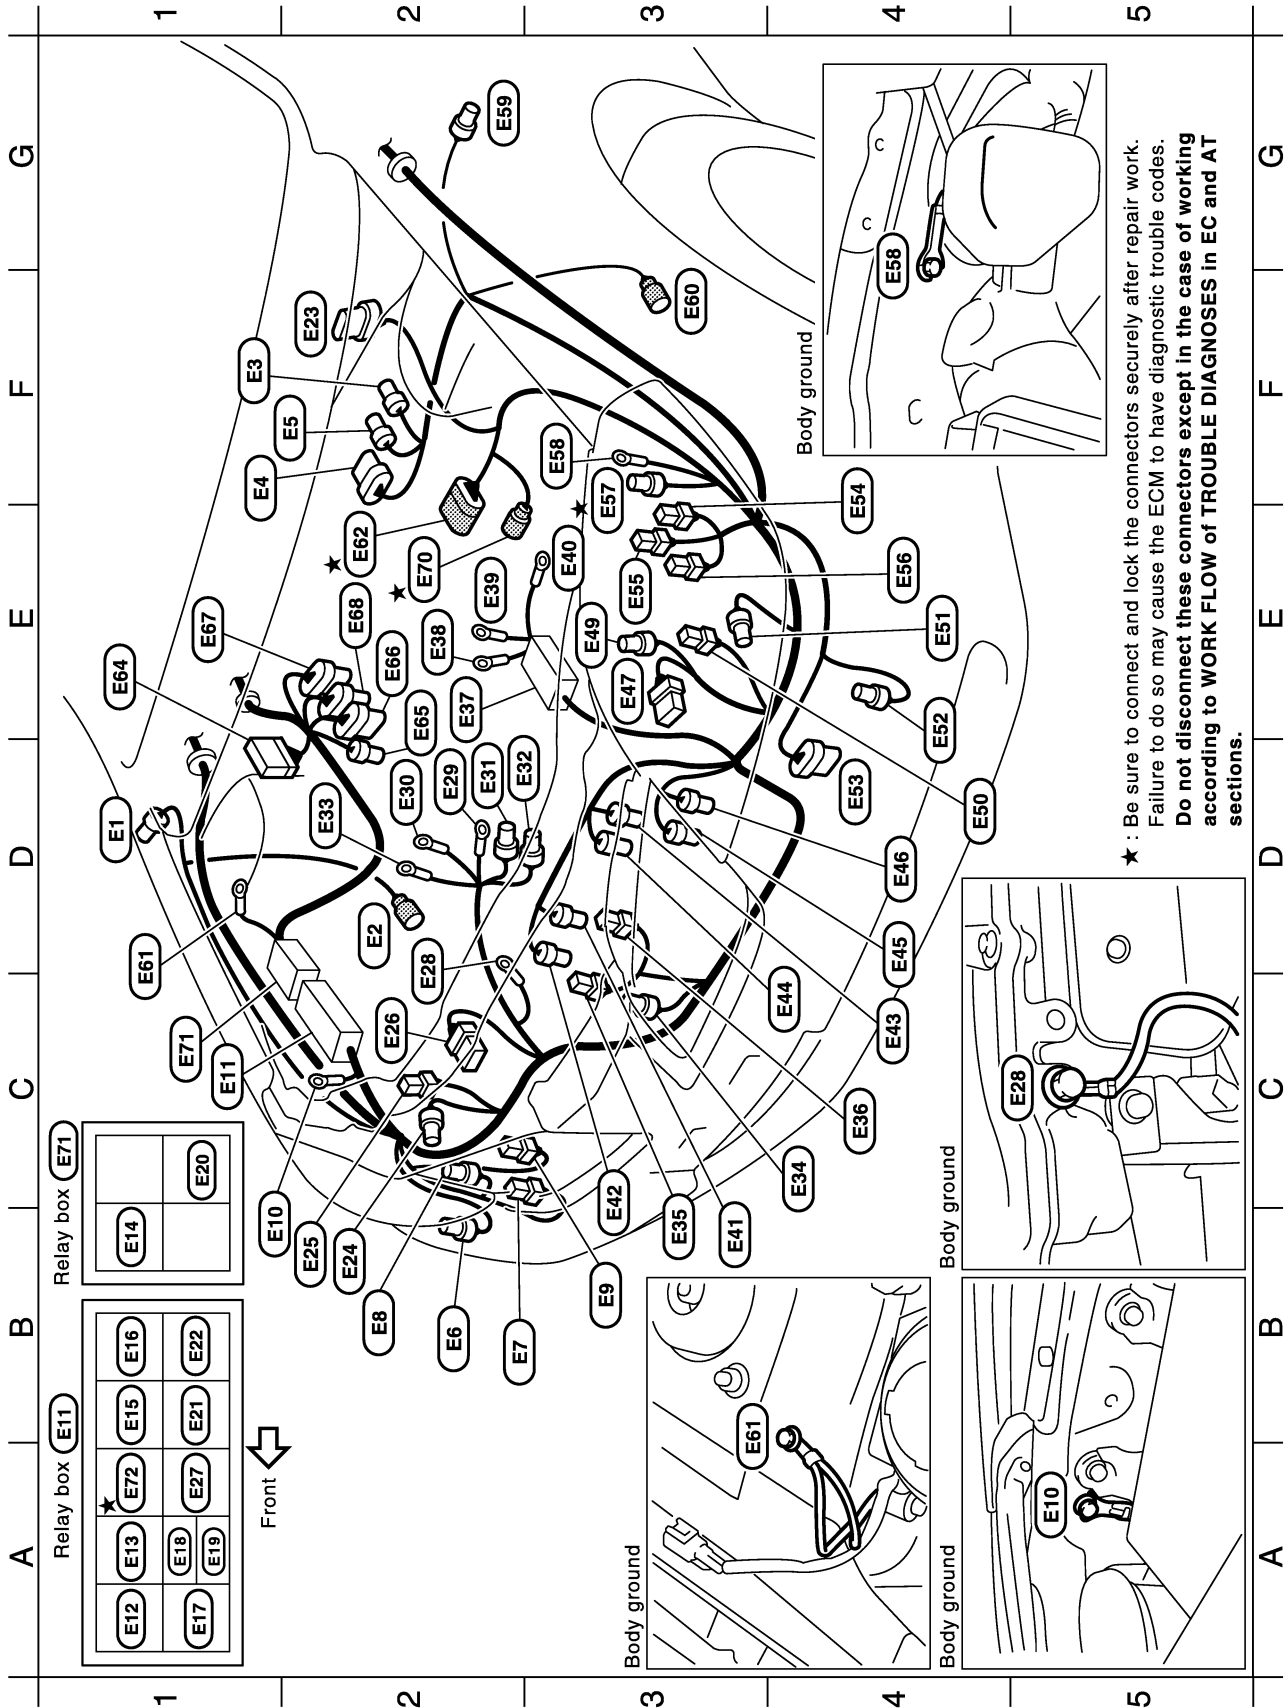 A B C D E F G
1
Relay box E11
Relay box E71
E12 E13 ★ E72 E15 E16
E14
E17 E18 E19 E27 E21 E22
E20
Front
E1
E64
E61
E71
E67
E11
E3
E4
E5
E10
E23
E25
E33
2
E24
E68
★
E62
E2
E8
E26
E66
★
E70
E30
E65
E28
E38
E29
E6
E37
E31
E39
E59
E7
E32
3
E58
E40
E49
E9
★
E57
E42
E47
E55
Body ground
E61
E35
E60
E41
E44
E34
Body ground
E58
E53
E54
E36
4
E43
E45
E46
E56
E52
E51
E50
Body ground
E10
Body ground
E28
5
★ : Be sure to connect and lock the connectors securely after repair work.
Failure to do so may cause the ECM to have diagnostic trouble codes.
Do not disconnect these connectors except in the case of working
according to WORK FLOW of TROUBLE DIAGNOSES in EC and AT
sections.
1
2
3
4
5
A B C D E F G